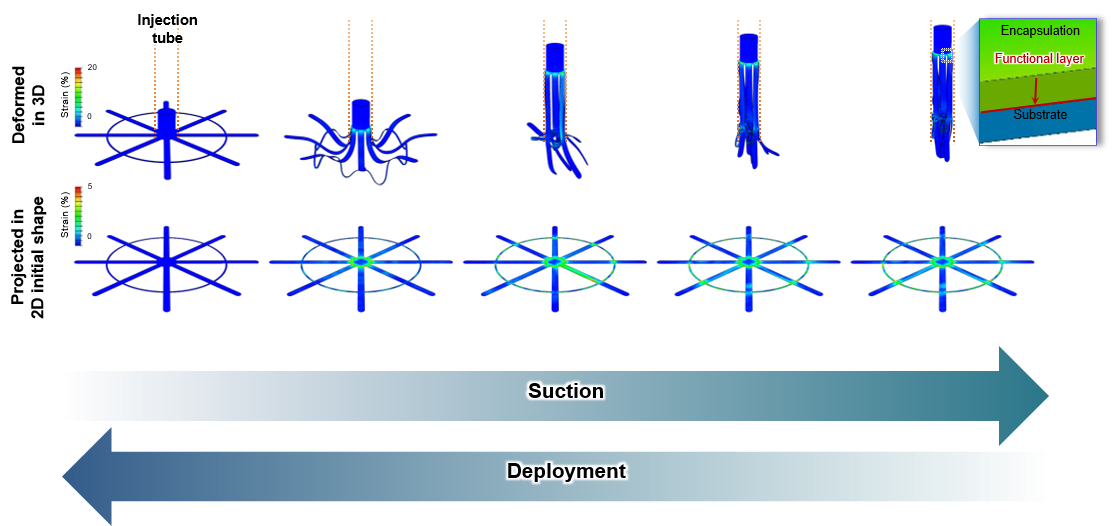 Injection
tube
Encapsulation
Functional layer
Substrate
Deformed
in 3D
Strain (%)
20
0
Projected in
2D initial shape
Strain (%)
5
0
Suction
Deployment